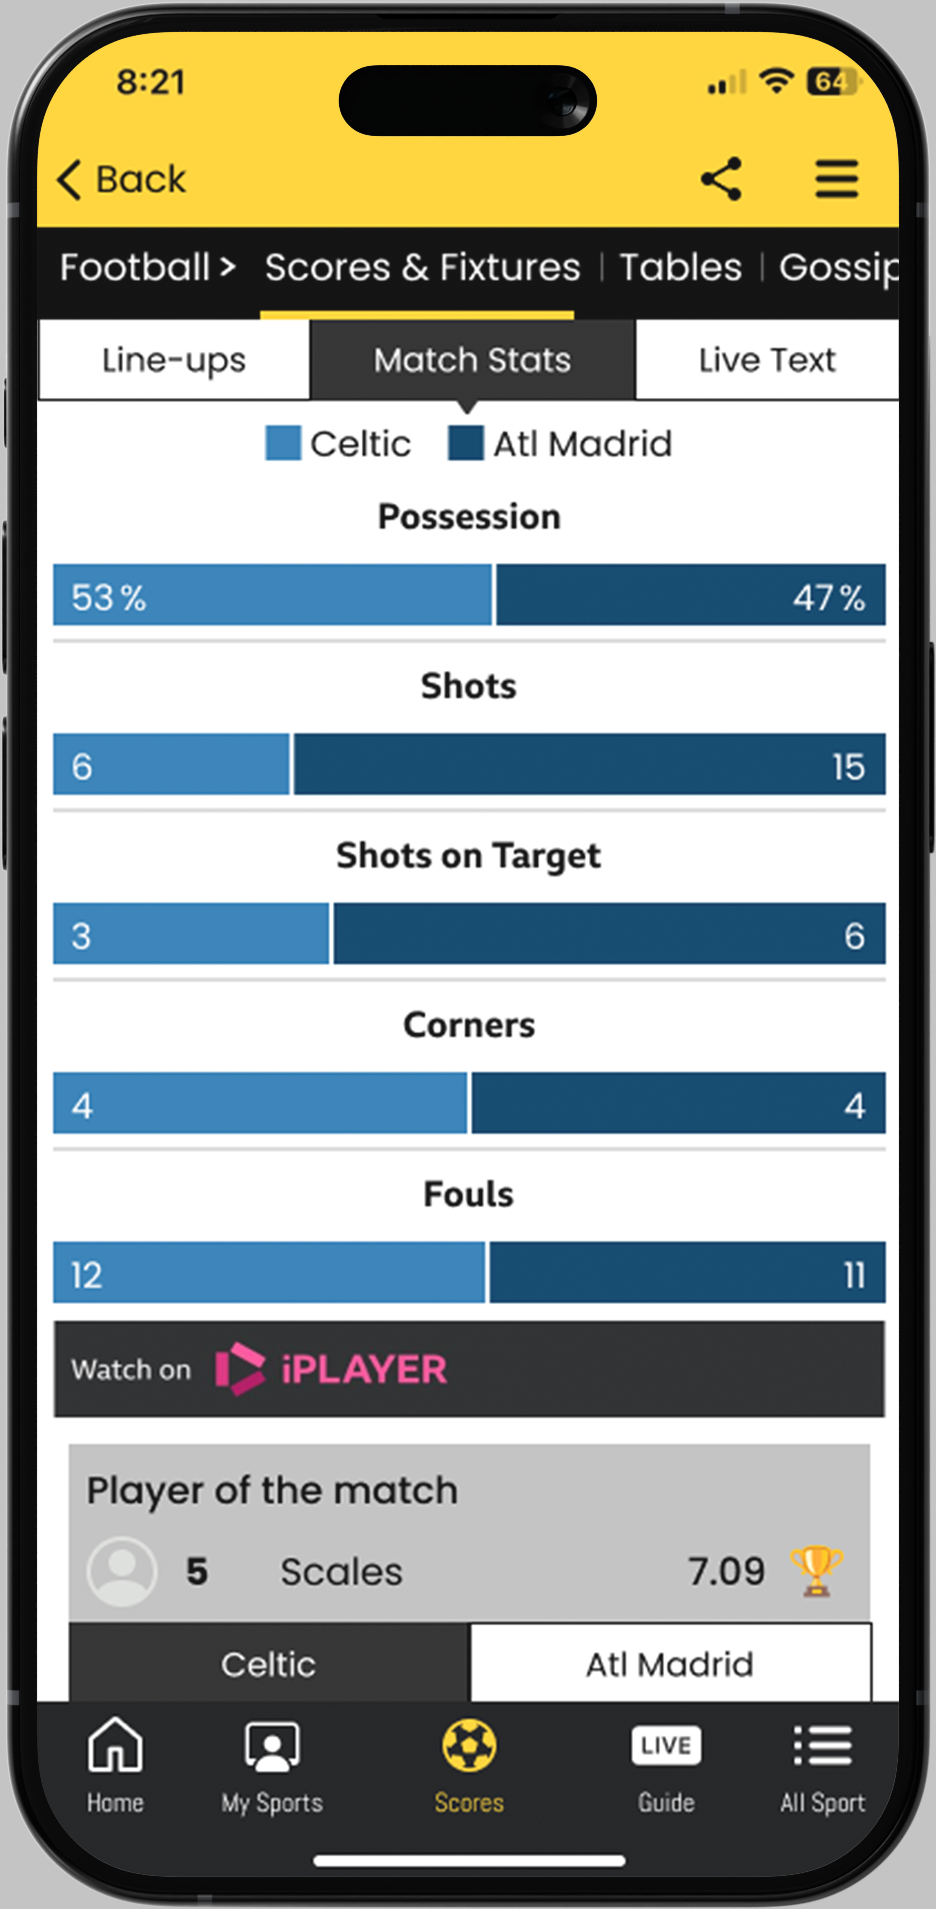 8:21
64
Back
Football > Scores & Fixtures | Tables | Gossip
Line-ups Match Stats Live Text
Celtic Atl Madrid
Possession
53% 47%
Shots
6 15
Shots on Target
3 6
Corners
4 4
Fouls
12 11
Watch on iPLAYER
Player of the match
5 Scales 7.09
Celtic Atl Madrid
LIVE
Home My Sports Scores Guide All Sport